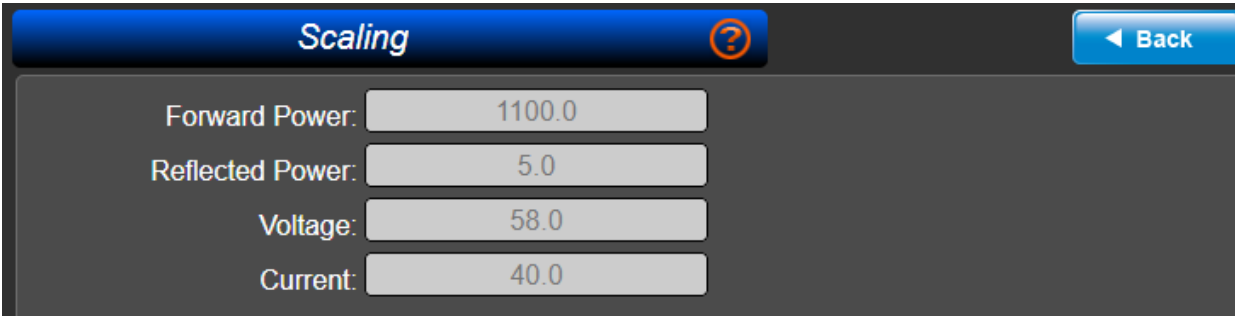 Scaling ?
◄ Back
Forward Power: 1100.0
Reflected Power: 5.0
Voltage: 58.0
Current: 40.0